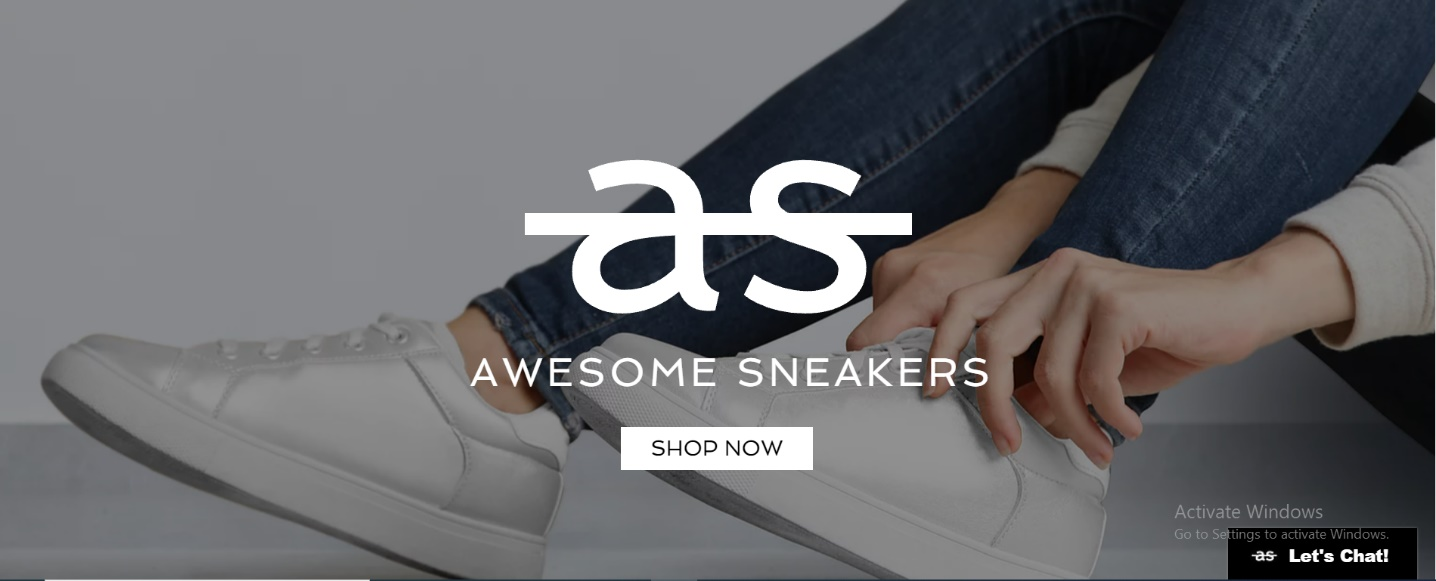 as
AWESOME SNEAKERS
SHOP NOW
Activate Windows
Go to Settings to activate Windows.
as Let's Chat!